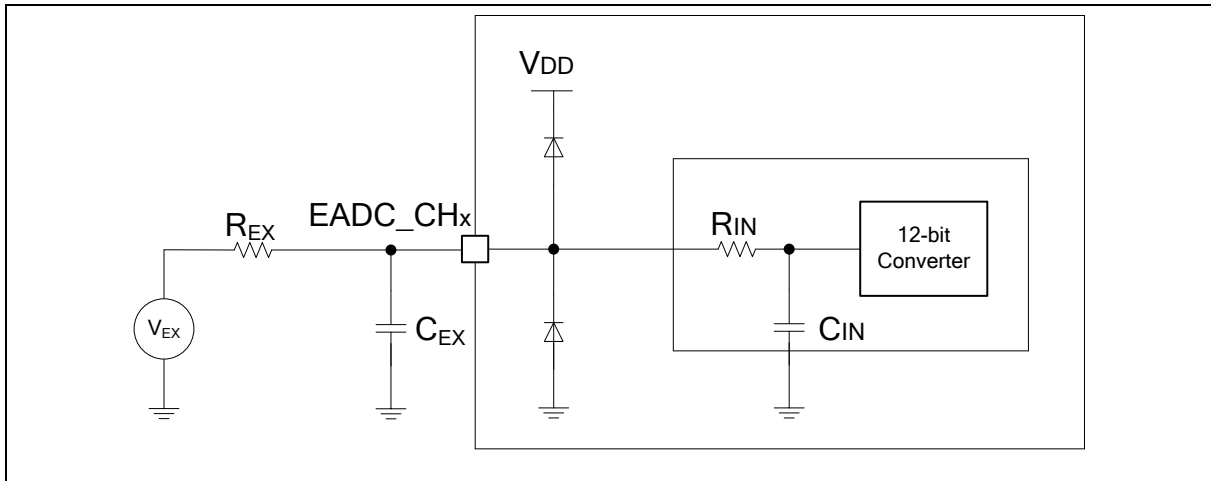 VDD
EADC_CHx
REX
RIN
12-bit
Converter
VEX
CEX
CIN